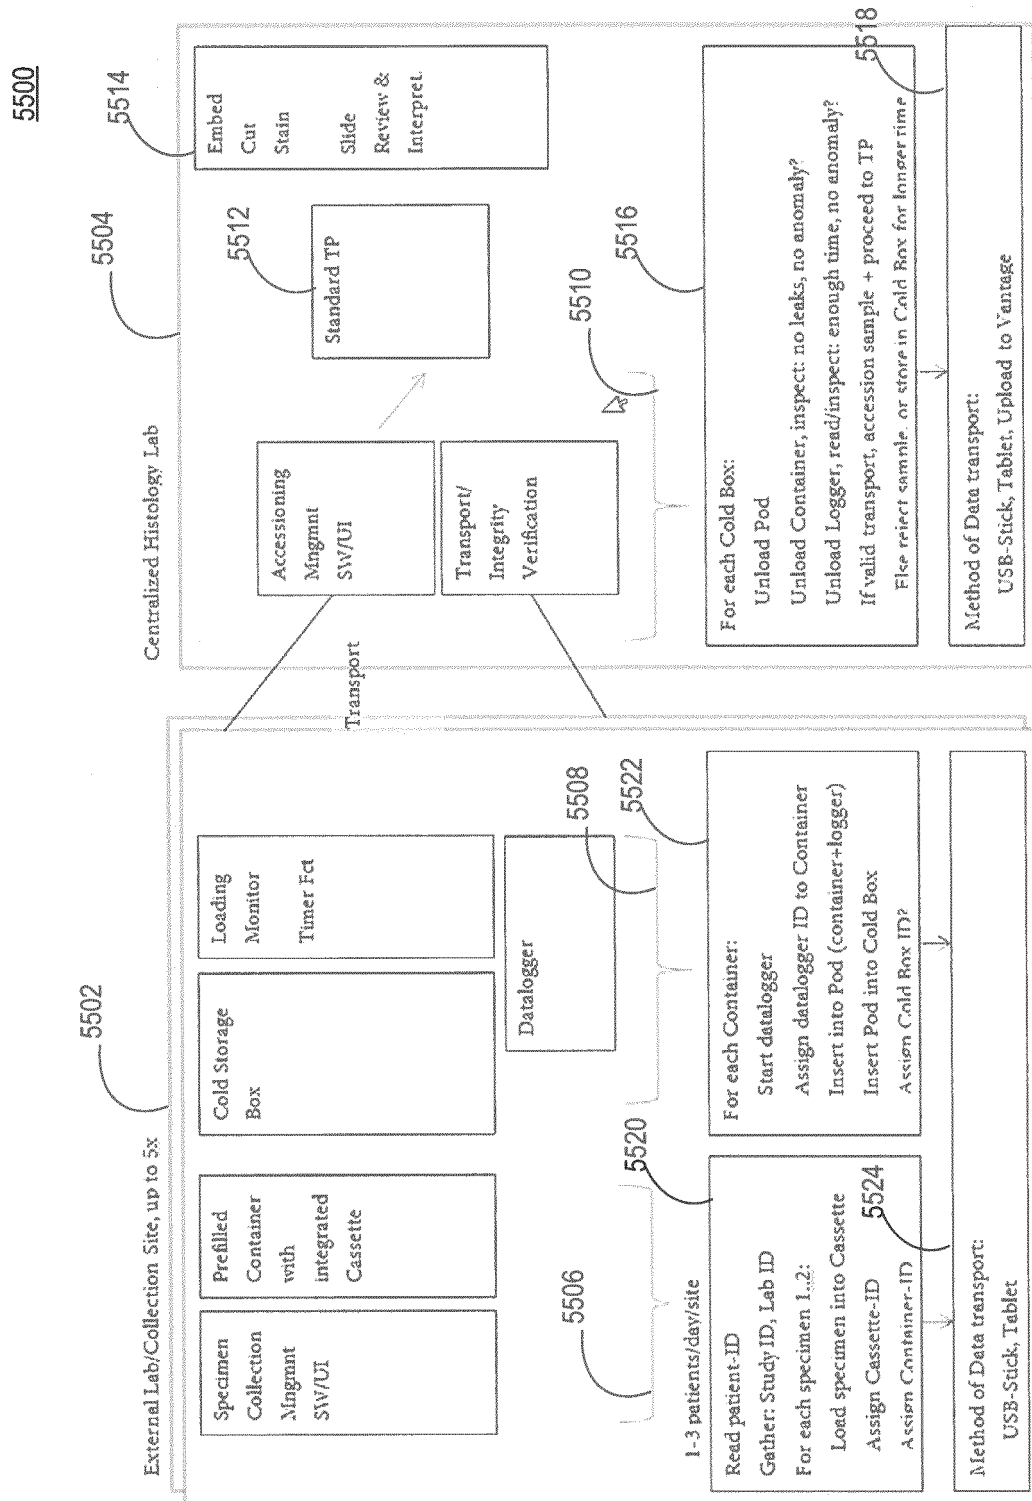 5500
External Lab/Collection Site, up to 5x
5502
Specimen
Collection
Mngmnt
SW/UI
Prefilled
Container
with
integrated
Cassette
Cold Storage
Box
Loading
Monitor
Timer Fct
Datalogger
5506
5508
1-3 patients/day/site
5520
Read patient-ID
Gather: Study ID, Lab ID
For each specimen 1..2:
Load specimen into Cassette
Assign Cassette-ID
Assign Container-ID
5522
For each Container:
Start datalogger
Assign datalogger ID to Container
Insert into Pod (container+logger)
Insert Pod into Cold Box
Assign Cold Box ID?
5524
Method of Data transport:
USB-Stick, Tablet
Transport
Centralized Histology Lab
5504
Accessioning
Mngmnt
SW/UI
Transport/
Integrity
Verification
5512
Standard TP
5514
Embed
Cut
Stain
Slide
Review &
Interpret.
5510
5516
For each Cold Box:
Unload Pod
Unload Container, inspect: no leaks, no anomaly?
Unload Logger, read/inspect: enough time, no anomaly?
If valid transport, accession sample + proceed to TP
Else reject sample, or store in Cold Box for longer time
5518
Method of Data transport:
USB-Stick, Tablet, Upload to Vantage